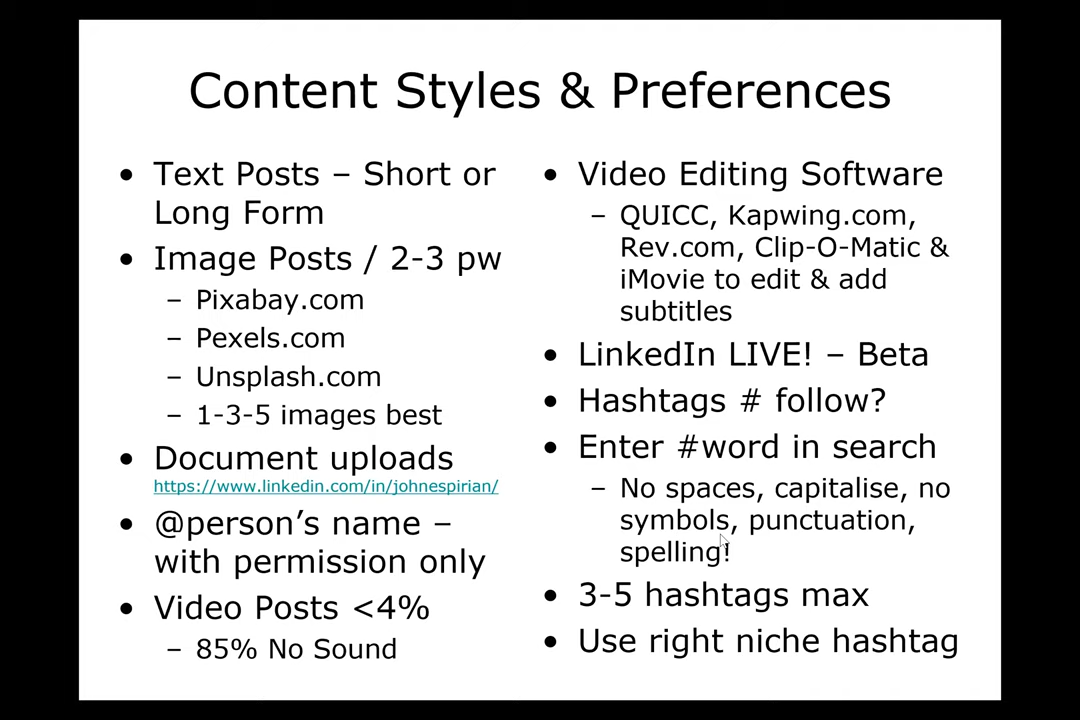 Content Styles & Preferences
• Text Posts – Short or
Long Form
• Image Posts / 2-3 pw
– Pixabay.com
– Pexels.com
– Unsplash.com
– 1-3-5 images best
• Document uploads
https://www.linkedin.com/in/johnespirian/
• @person’s name –
with permission only
• Video Posts <4%
– 85% No Sound
• Video Editing Software
– QUICC, Kapwing.com,
Rev.com, Clip-O-Matic &
iMovie to edit & add
subtitles
• LinkedIn LIVE! – Beta
• Hashtags # follow?
• Enter #word in search
– No spaces, capitalise, no
symbols, punctuation,
spelling!
• 3-5 hashtags max
• Use right niche hashtag